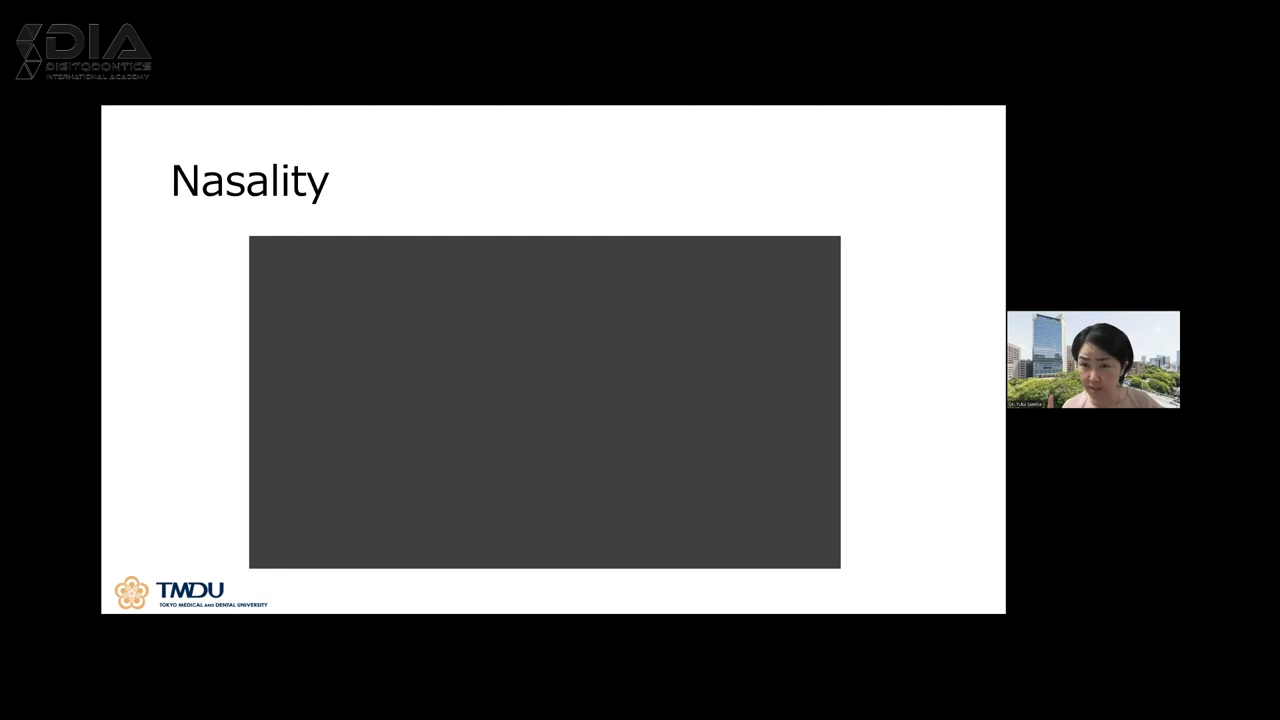 DIA
DIGITODONTICS
INTERNATIONAL ACADEMY
Nasality
TMDU
TOKYO MEDICAL AND DENTAL UNIVERSITY